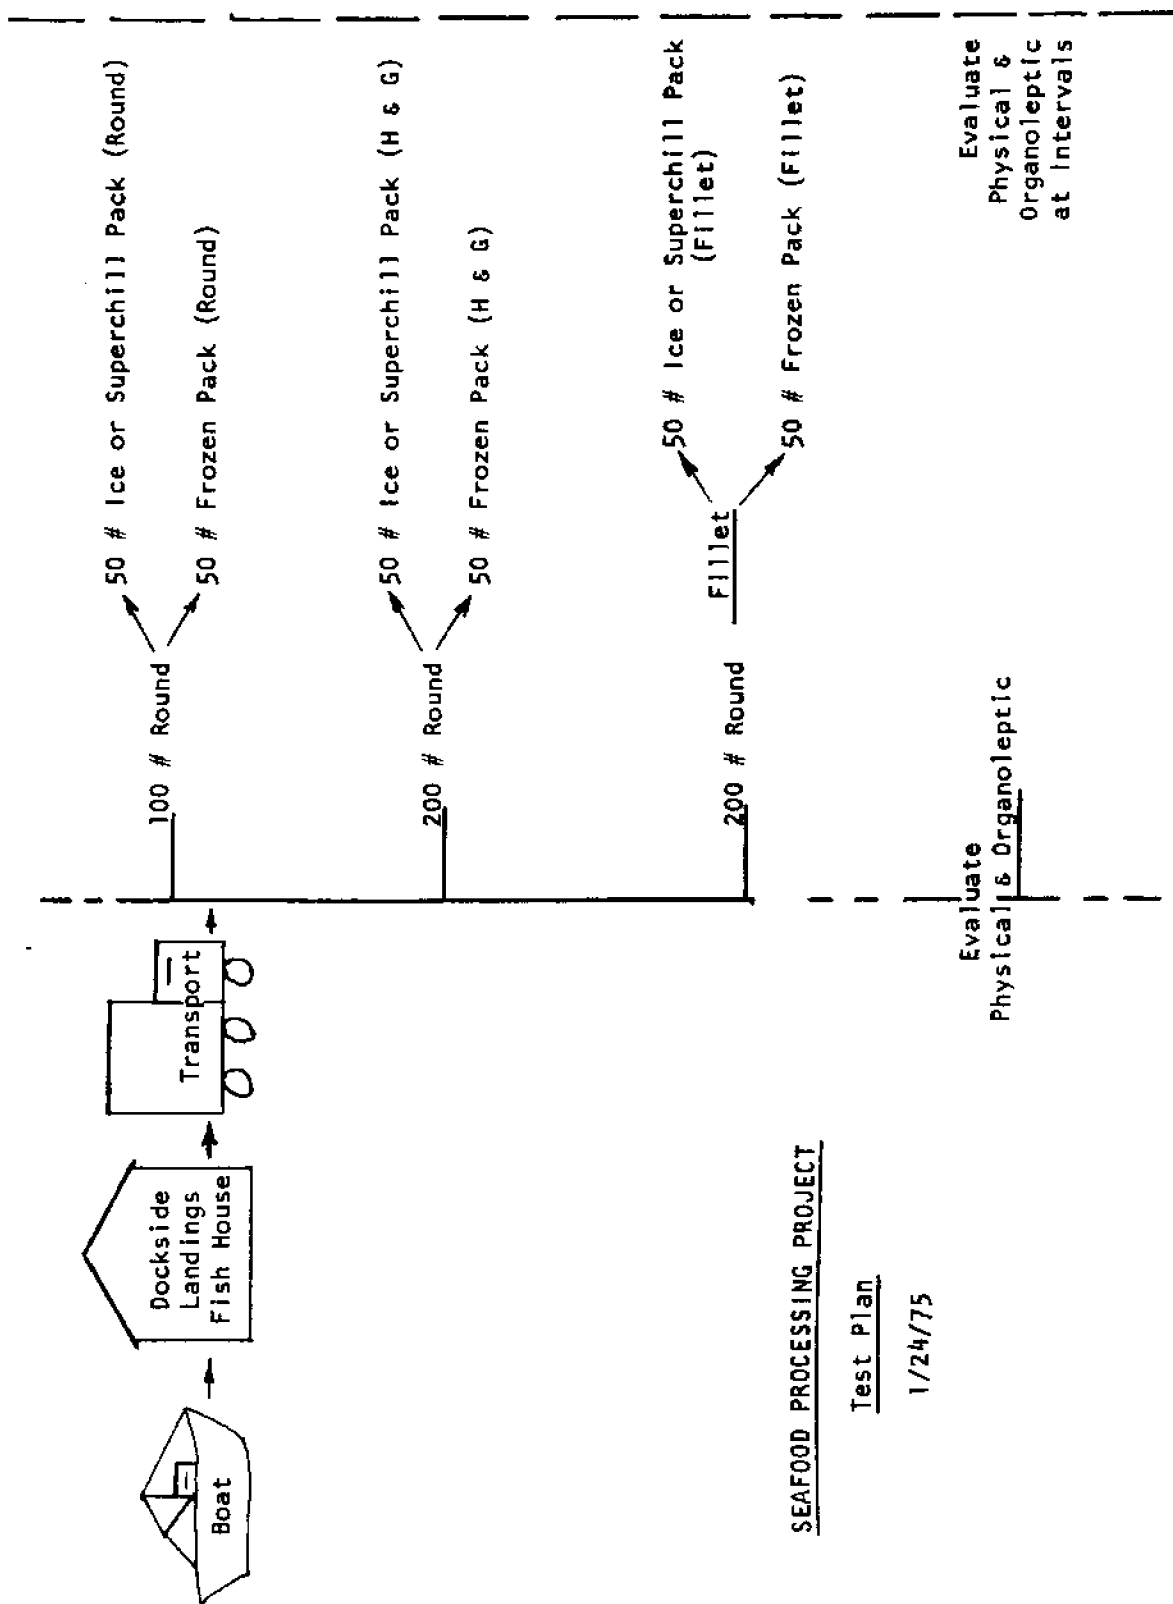 Boat
Dockside
Landings
Fish House
Transport
100 # Round
50 # Ice or Superchill Pack (Round)
50 # Frozen Pack (Round)
200 # Round
50 # Ice or Superchill Pack (H & G)
50 # Frozen Pack (H & G)
200 # Round
Fillet
50 # Ice or Superchill Pack
(Fillet)
50 # Frozen Pack (Fillet)
Evaluate
Physical & Organoleptic
Evaluate
Physical &
Organoleptic
at Intervals
SEAFOOD PROCESSING PROJECT
Test Plan
1/24/75